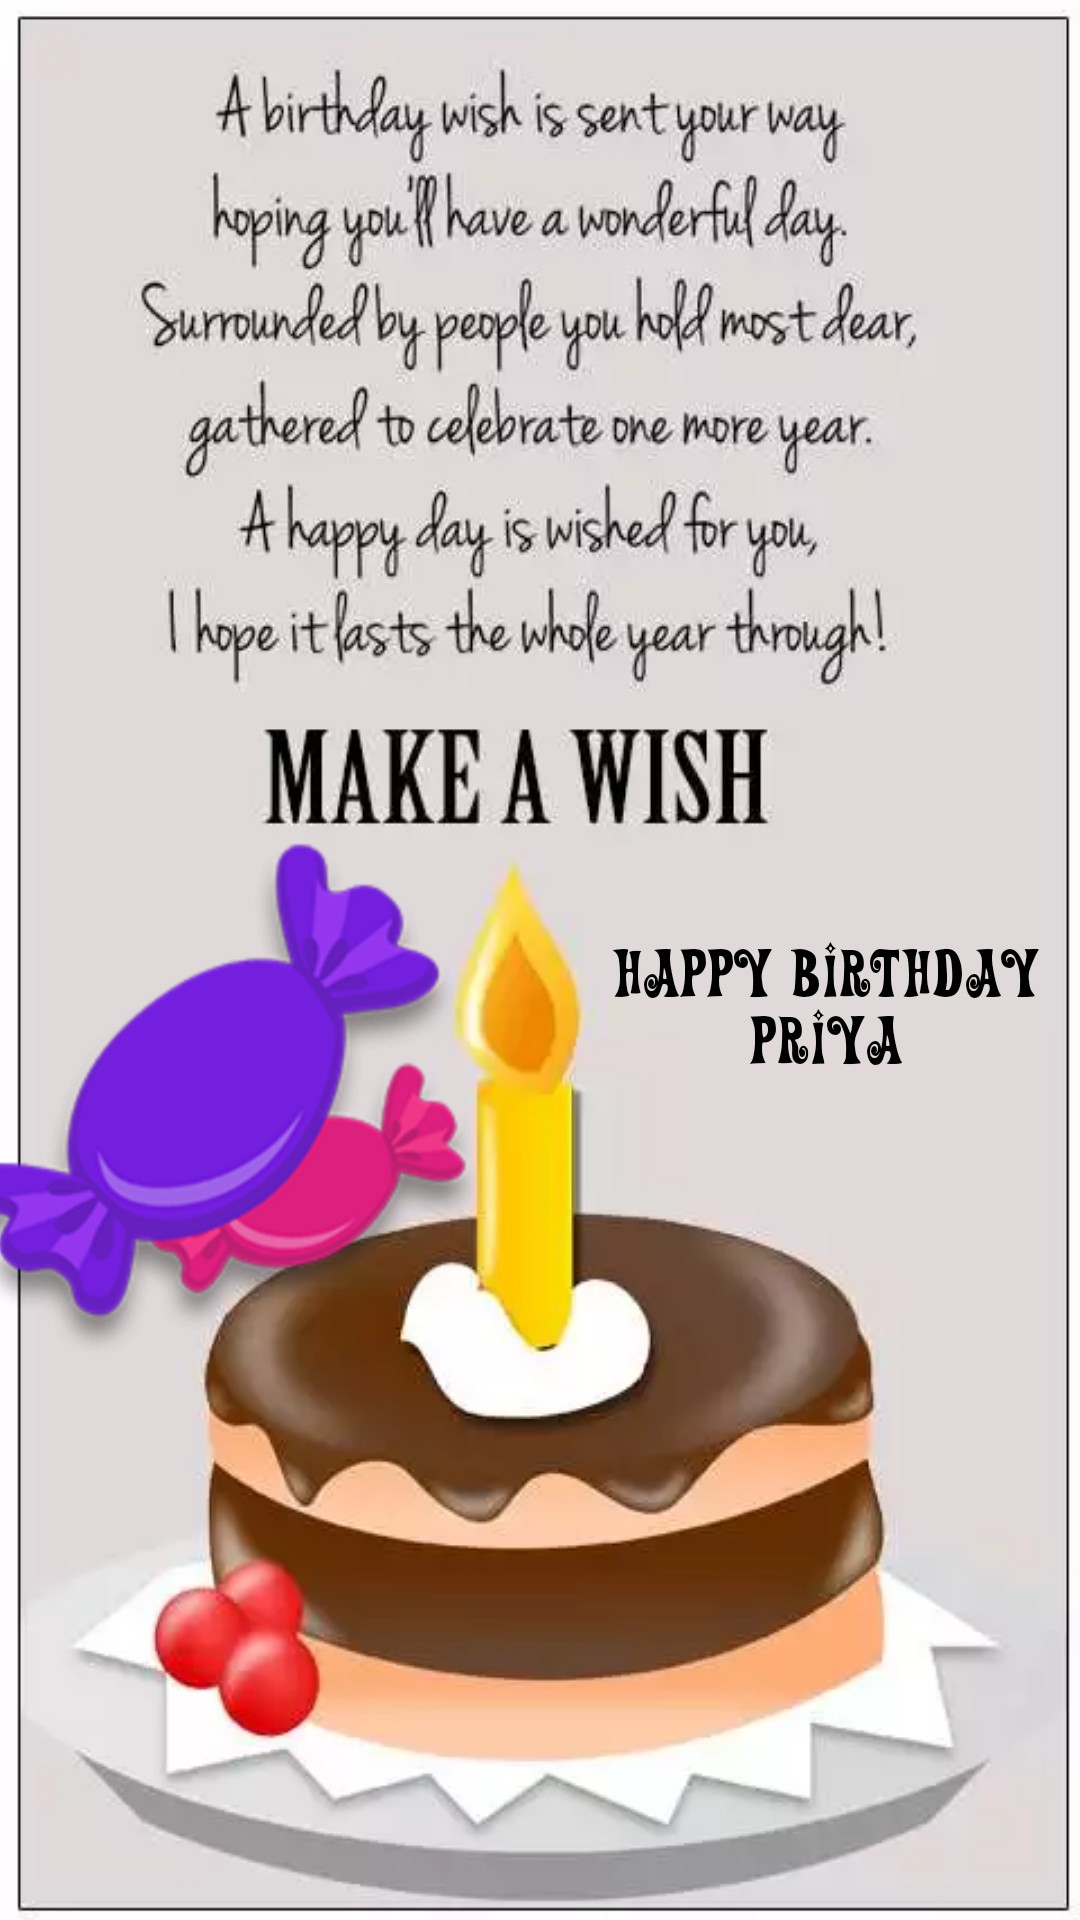 A birthday wish is sent your way
hoping you'll have a wonderful day.
Surrounded by people you hold most dear,
gathered to celebrate one more year.
A happy day is wished for you,
I hope it lasts the whole year through!
MAKE A WISH
HAPPY BiRTHDAY
PRiYA